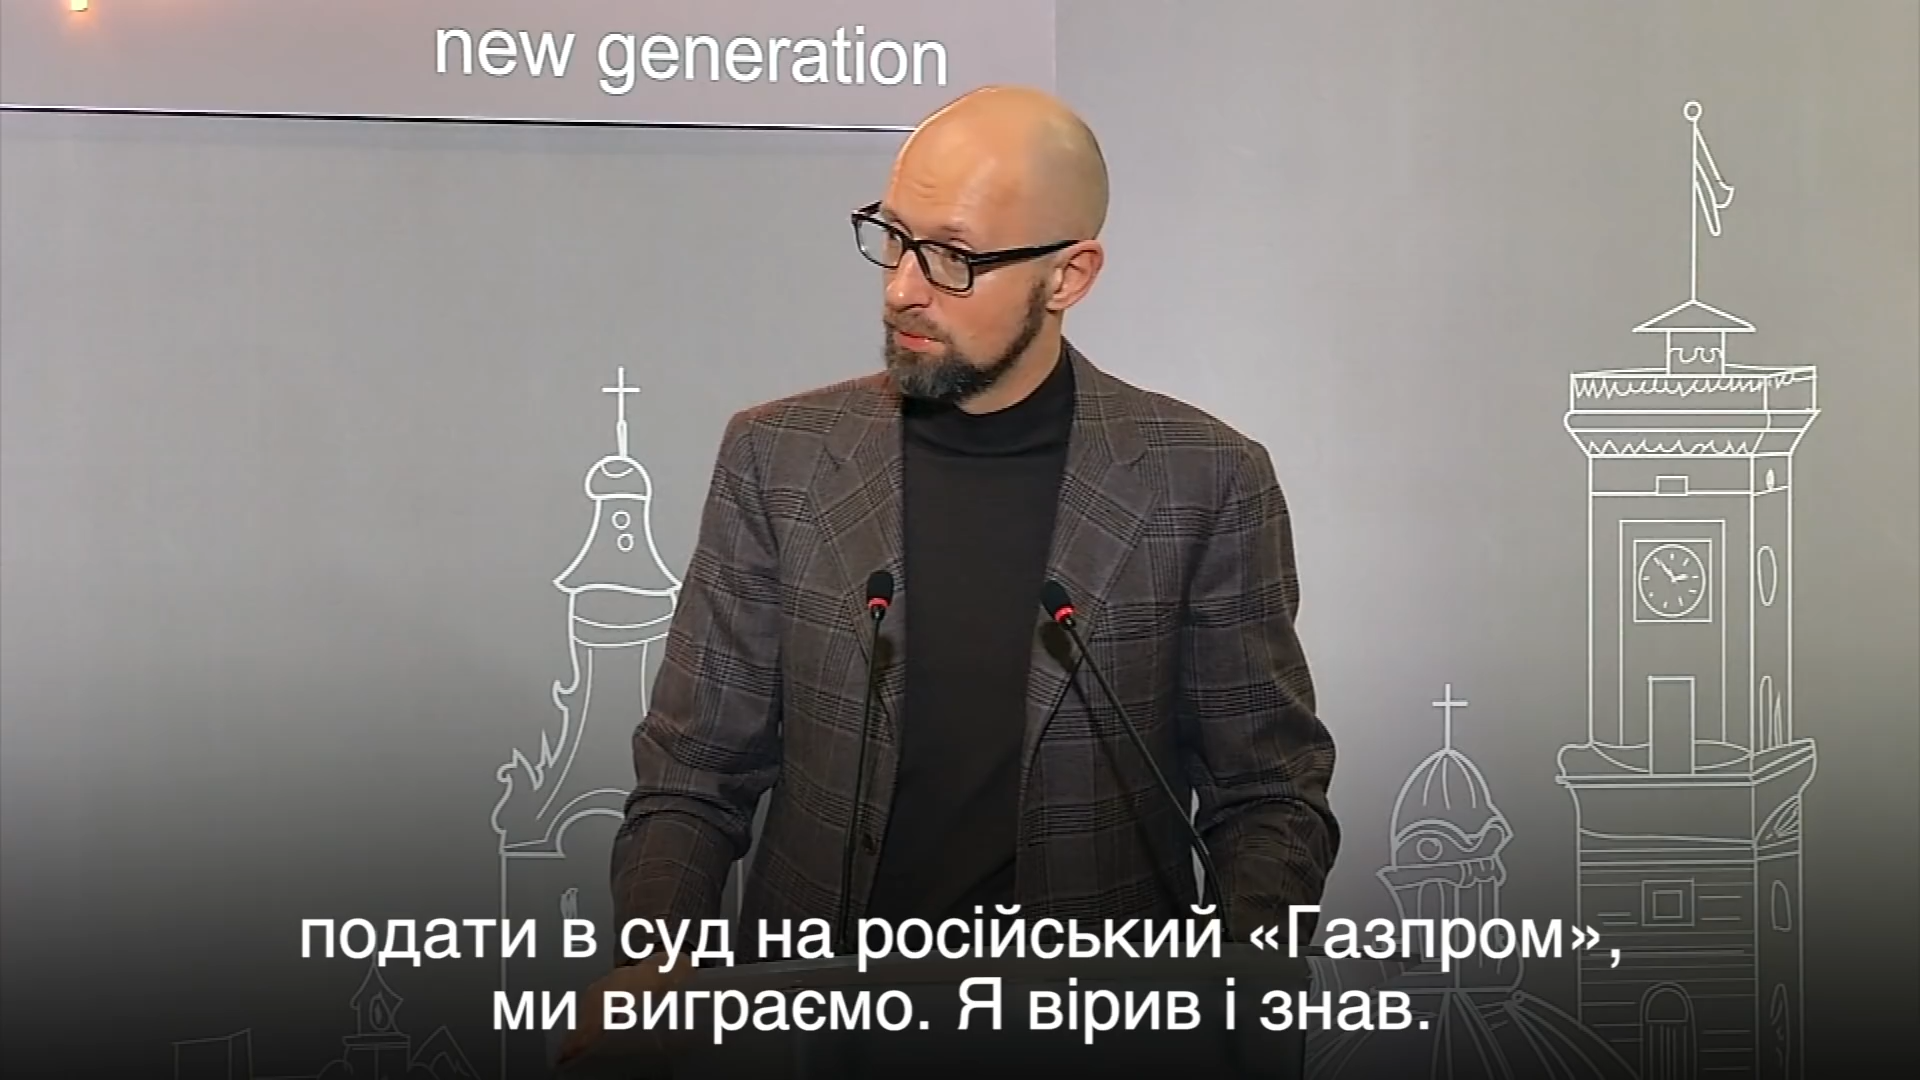 new generation
подати в суд на російський «Газпром»,
ми виграємо. Я вірив і знав.